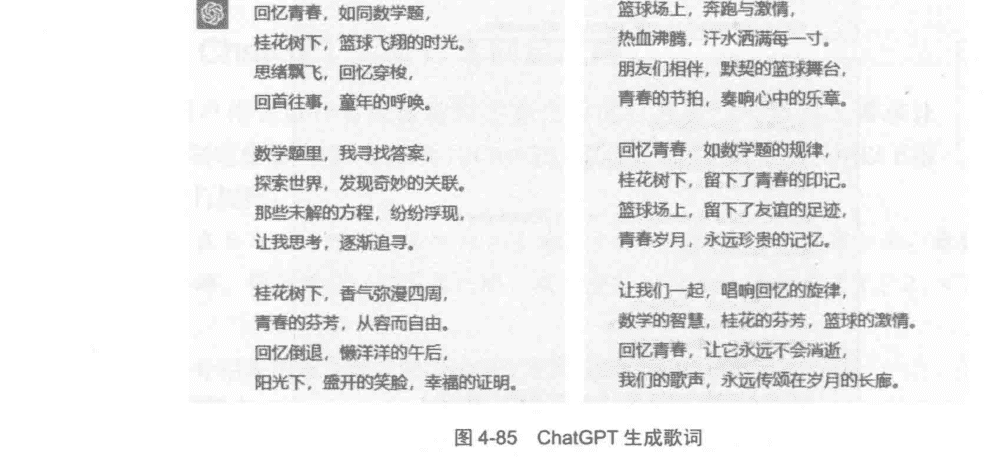 回忆青春，如同数学题，
桂花树下，篮球飞翔的时光。
思绪飘飞，回忆穿梭，
回首往事，童年的呼唤。
数学题里，我寻找答案，
探索世界，发现奇妙的关联。
那些未解的方程，纷纷浮现，
让我思考，逐渐追寻。
桂花树下，香气弥漫四周，
青春的芬芳，从容而自由。
回忆倒退，懒洋洋的午后，
阳光下，盛开的笑脸，幸福的证明。
篮球场上，奔跑与激情，
热血沸腾，汗水洒满每一寸。
朋友们相伴，默契的篮球舞台，
青春的节拍，奏响心中的乐章。
回忆青春，如数学题的规律，
桂花树下，留下了青春的印记。
篮球场上，留下了友谊的足迹，
青春岁月，永远珍贵的记忆。
让我们一起，唱响回忆的旋律，
数学的智慧，桂花的芬芳，篮球的激情。
回忆青春，让它永远不会消逝，
我们的歌声，永远传颂在岁月的长廊。
图 4-85 ChatGPT 生成歌词